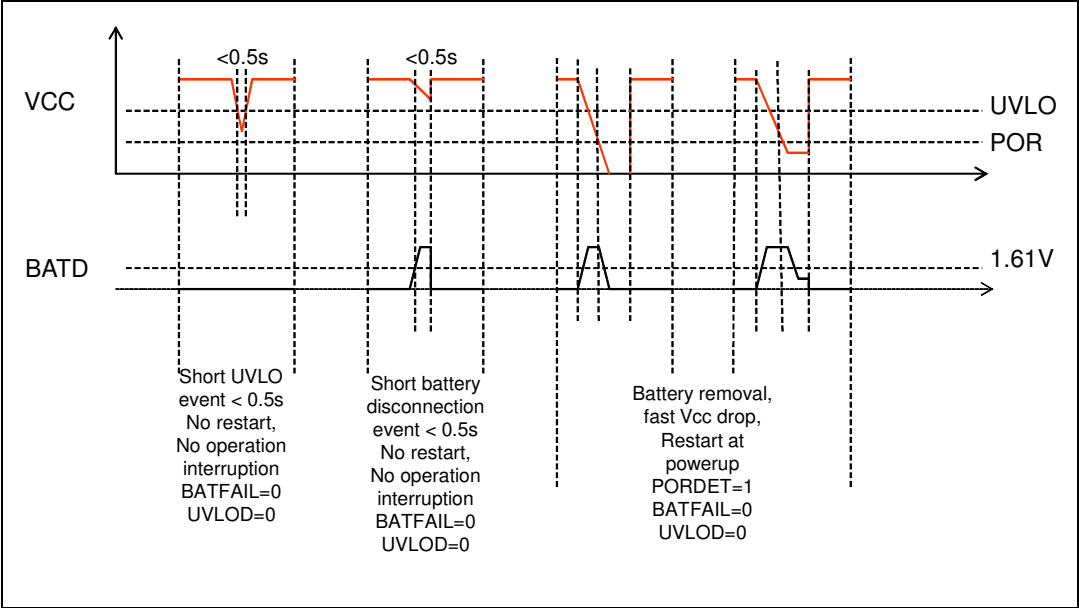 <0.5s
<0.5s
VCC
UVLO
POR
BATD
1.61V
Short UVLO
event < 0.5s
No restart,
No operation
interruption
BATFAIL=0
UVLOD=0
Short battery
disconnection
event < 0.5s
No restart,
No operation
interruption
BATFAIL=0
UVLOD=0
Battery removal,
fast Vcc drop,
Restart at
powerup
PORDET=1
BATFAIL=0
UVLOD=0